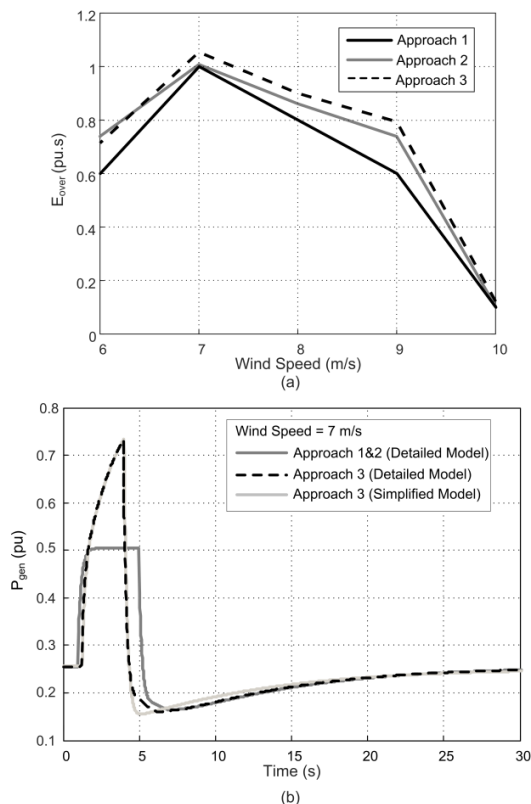 1.2
1
0.8
0.6
0.4
0.2
0
E_over (pu.s)
Approach 1
Approach 2
Approach 3
6 7 8 9 10
Wind Speed (m/s)
(a)
0.8
0.7
0.6
0.5
0.4
0.3
0.2
0.1
P_gen (pu)
Wind Speed = 7 m/s
Approach 1&2 (Detailed Model)
Approach 3 (Detailed Model)
Approach 3 (Simplified Model)
0 5 10 15 20 25 30
Time (s)
(b)